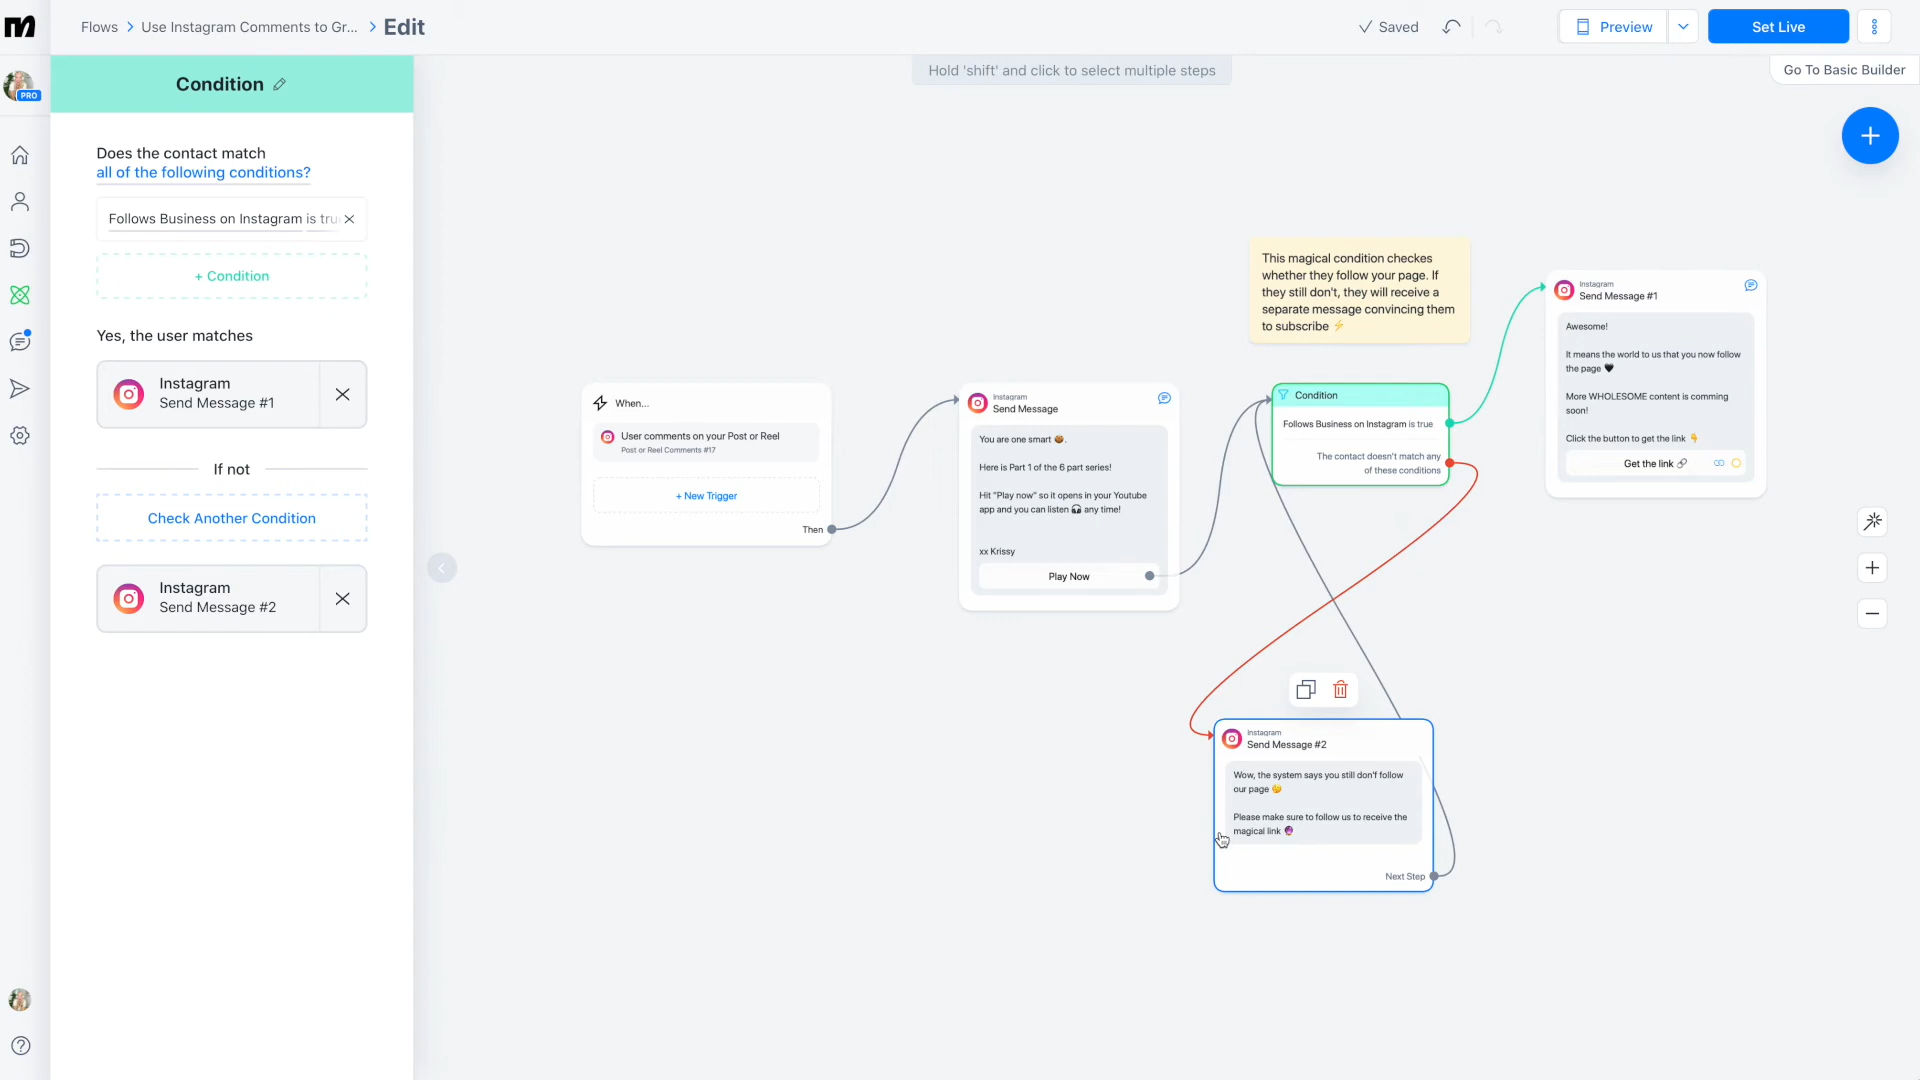 Flows
Use Instagram Comments to Gr...
Edit
Saved
Preview
Set Live
PRO
Condition
Hold 'shift' and click to select multiple steps
Go To Basic Builder
Does the contact match
all of the following conditions?
Follows Business on Instagram is tru
+ Condition
Yes, the user matches
Instagram
Send Message #1
If not
Check Another Condition
Instagram
Send Message #2
When...
User comments on your Post or Reel
Post or Reel Comments #17
+ New Trigger
Then
Instagram
Send Message
You are one smart 🍪.
Here is Part 1 of the 6 part series!
Hit "Play now" so it opens in your Youtube
app and you can listen 🎧 any time!
xx Krissy
Play Now
This magical condition checkes
whether they follow your page. If
they still don't, they will receive a
separate message convincing them
to subscribe ⚡
Condition
Follows Business on Instagram is true
The contact doesn't match any
of these conditions
Instagram
Send Message #1
Awesome!
It means the world to us that you now follow
the page 🖤
More WHOLESOME content is comming
soon!
Click the button to get the link 👇
Get the link 🔗
Instagram
Send Message #2
Wow, the system says you still don't follow
our page 🤔
Please make sure to follow us to receive the
magical link 🔮
Next Step